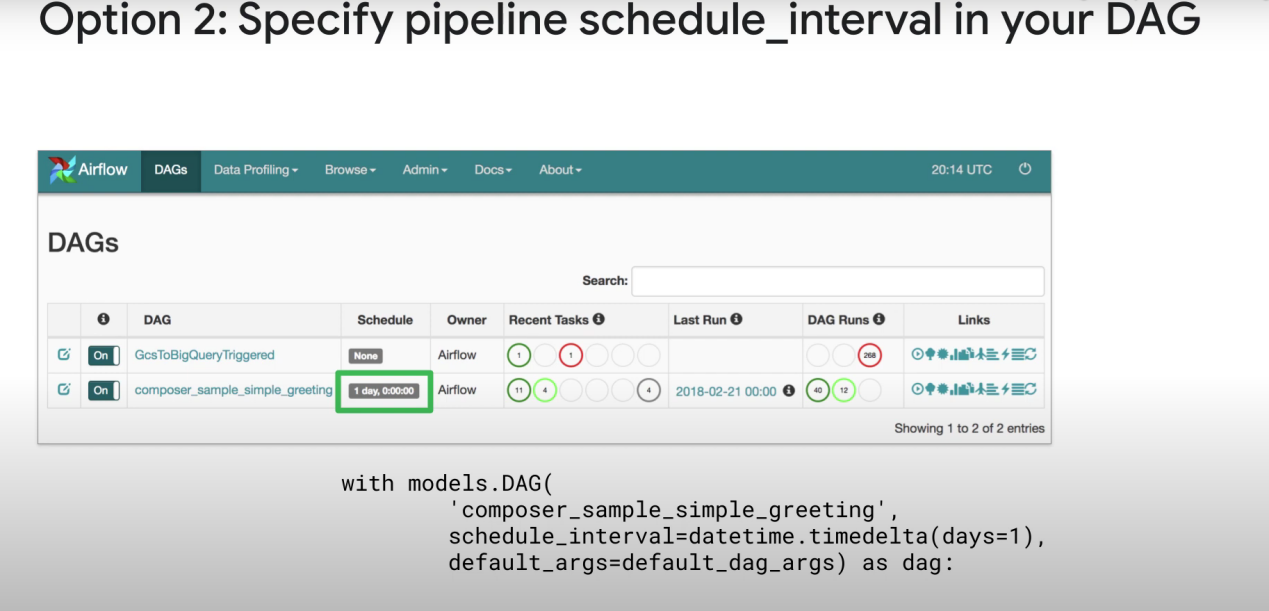 Option 2: Specify pipeline schedule_interval in your DAG
Airflow DAGs Data Profiling Browse Admin Docs About 20:14 UTC
DAGs
Search:
DAG Schedule Owner Recent Tasks Last Run DAG Runs Links
On GcsToBigQueryTriggered None Airflow 1 1 268
On composer_sample_simple_greeting 1 day, 0:00:00 Airflow 11 4 4 2018-02-21 00:00 40 12
Showing 1 to 2 of 2 entries
with models.DAG(
'composer_sample_simple_greeting',
schedule_interval=datetime.timedelta(days=1),
default_args=default_dag_args) as dag: